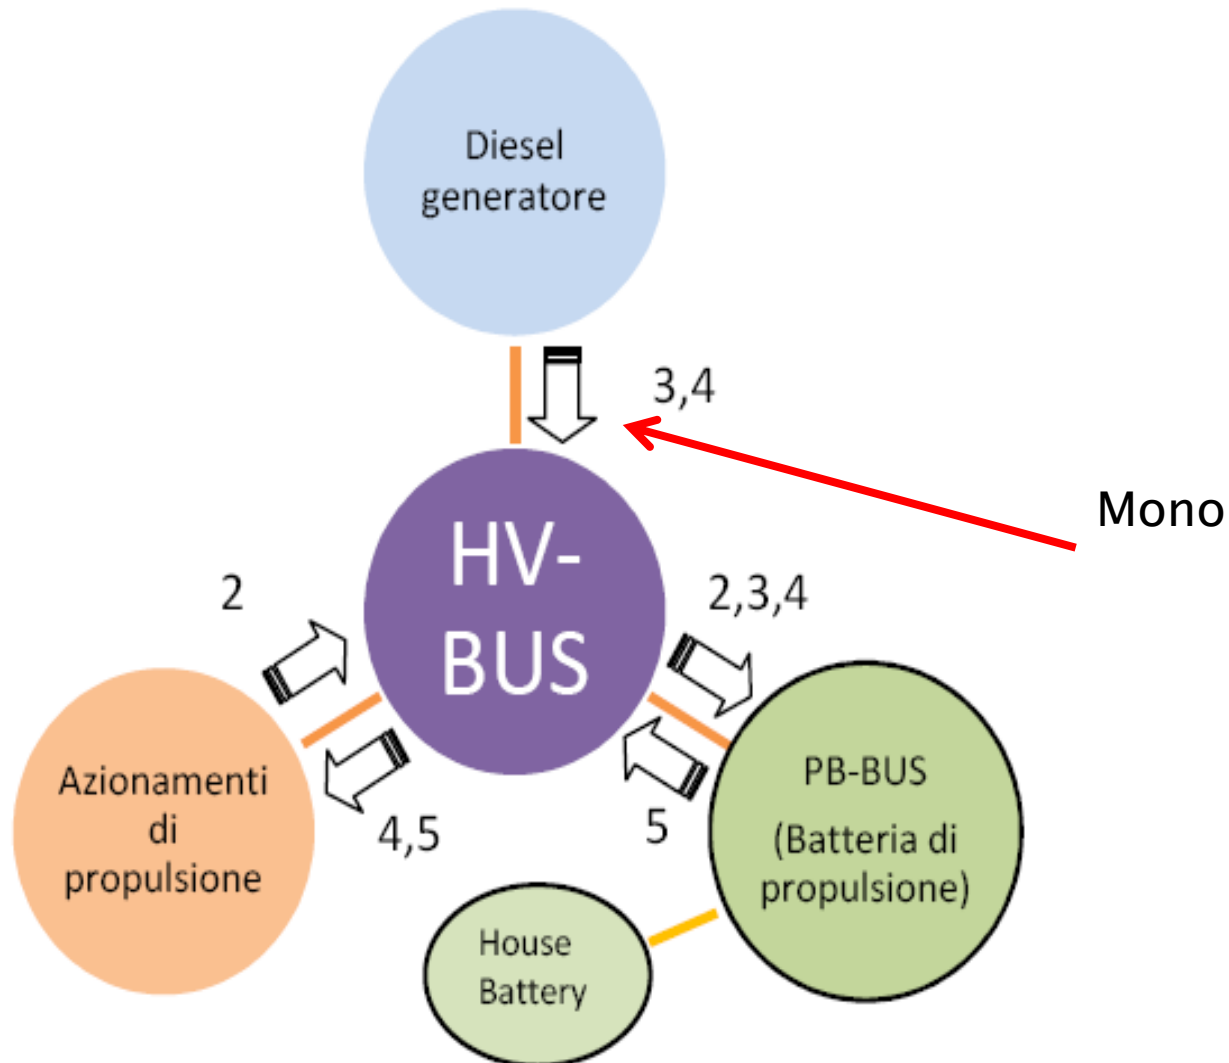 Diesel
generatore
3,4
Mono
HV-
BUS
2
2,3,4
Azionamenti
di
propulsione
4,5
5
PB-BUS
(Batteria di
propulsione)
House
Battery